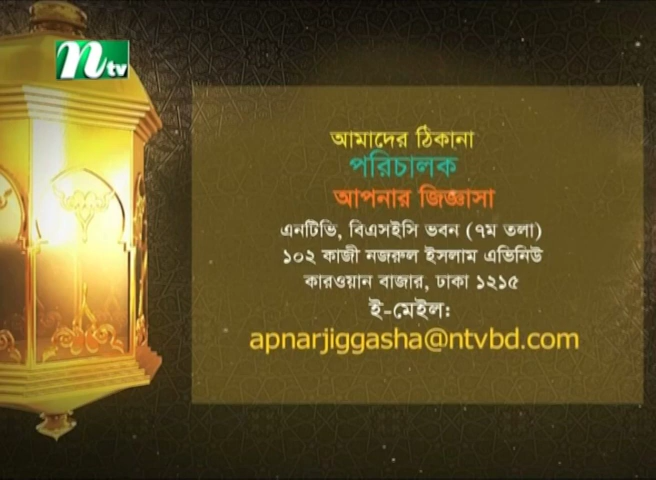 ntv
আমাদের ঠিকানা
পরিচালক
আপনার জিজ্ঞাসা
এনটিভি, বিএসইসি ভবন (৭ম তলা)
১০২ কাজী নজরুল ইসলাম এভিনিউ
কারওয়ান বাজার, ঢাকা ১২১৫
ই-মেইল:
apnarjiggasha@ntvbd.com